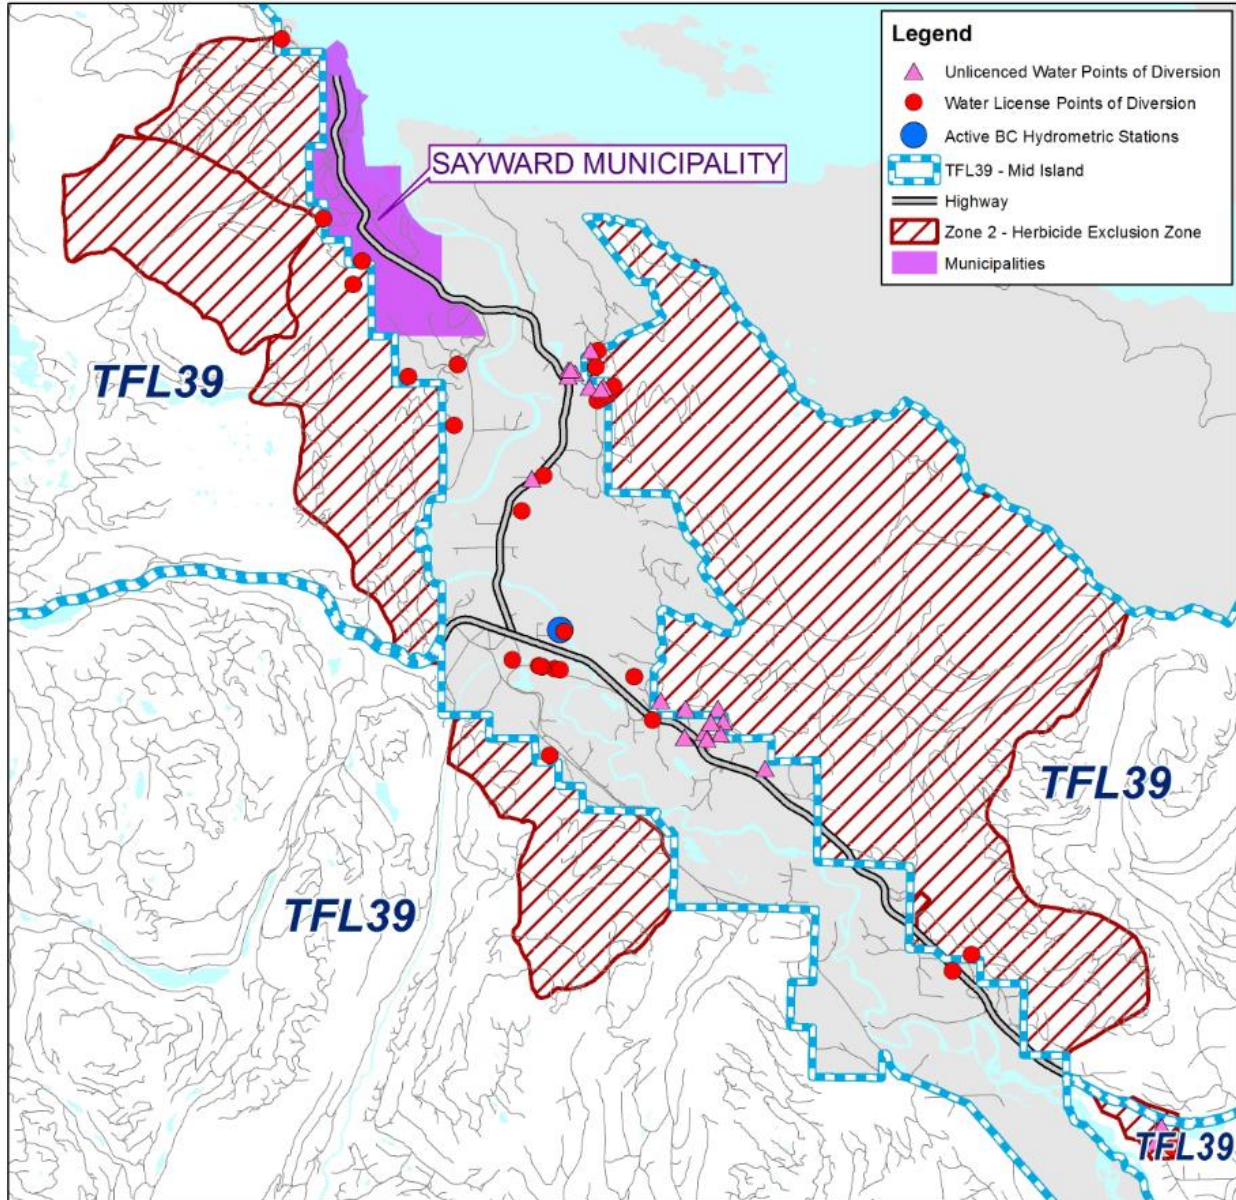 Legend
Unlicenced Water Points of Diversion
Water License Points of Diversion
Active BC Hydrometric Stations
TFL39 - Mid Island
Highway
Zone 2 - Herbicide Exclusion Zone
Municipalities
SAYWARD MUNICIPALITY
TFL39
TFL39
TFL39
TFL39